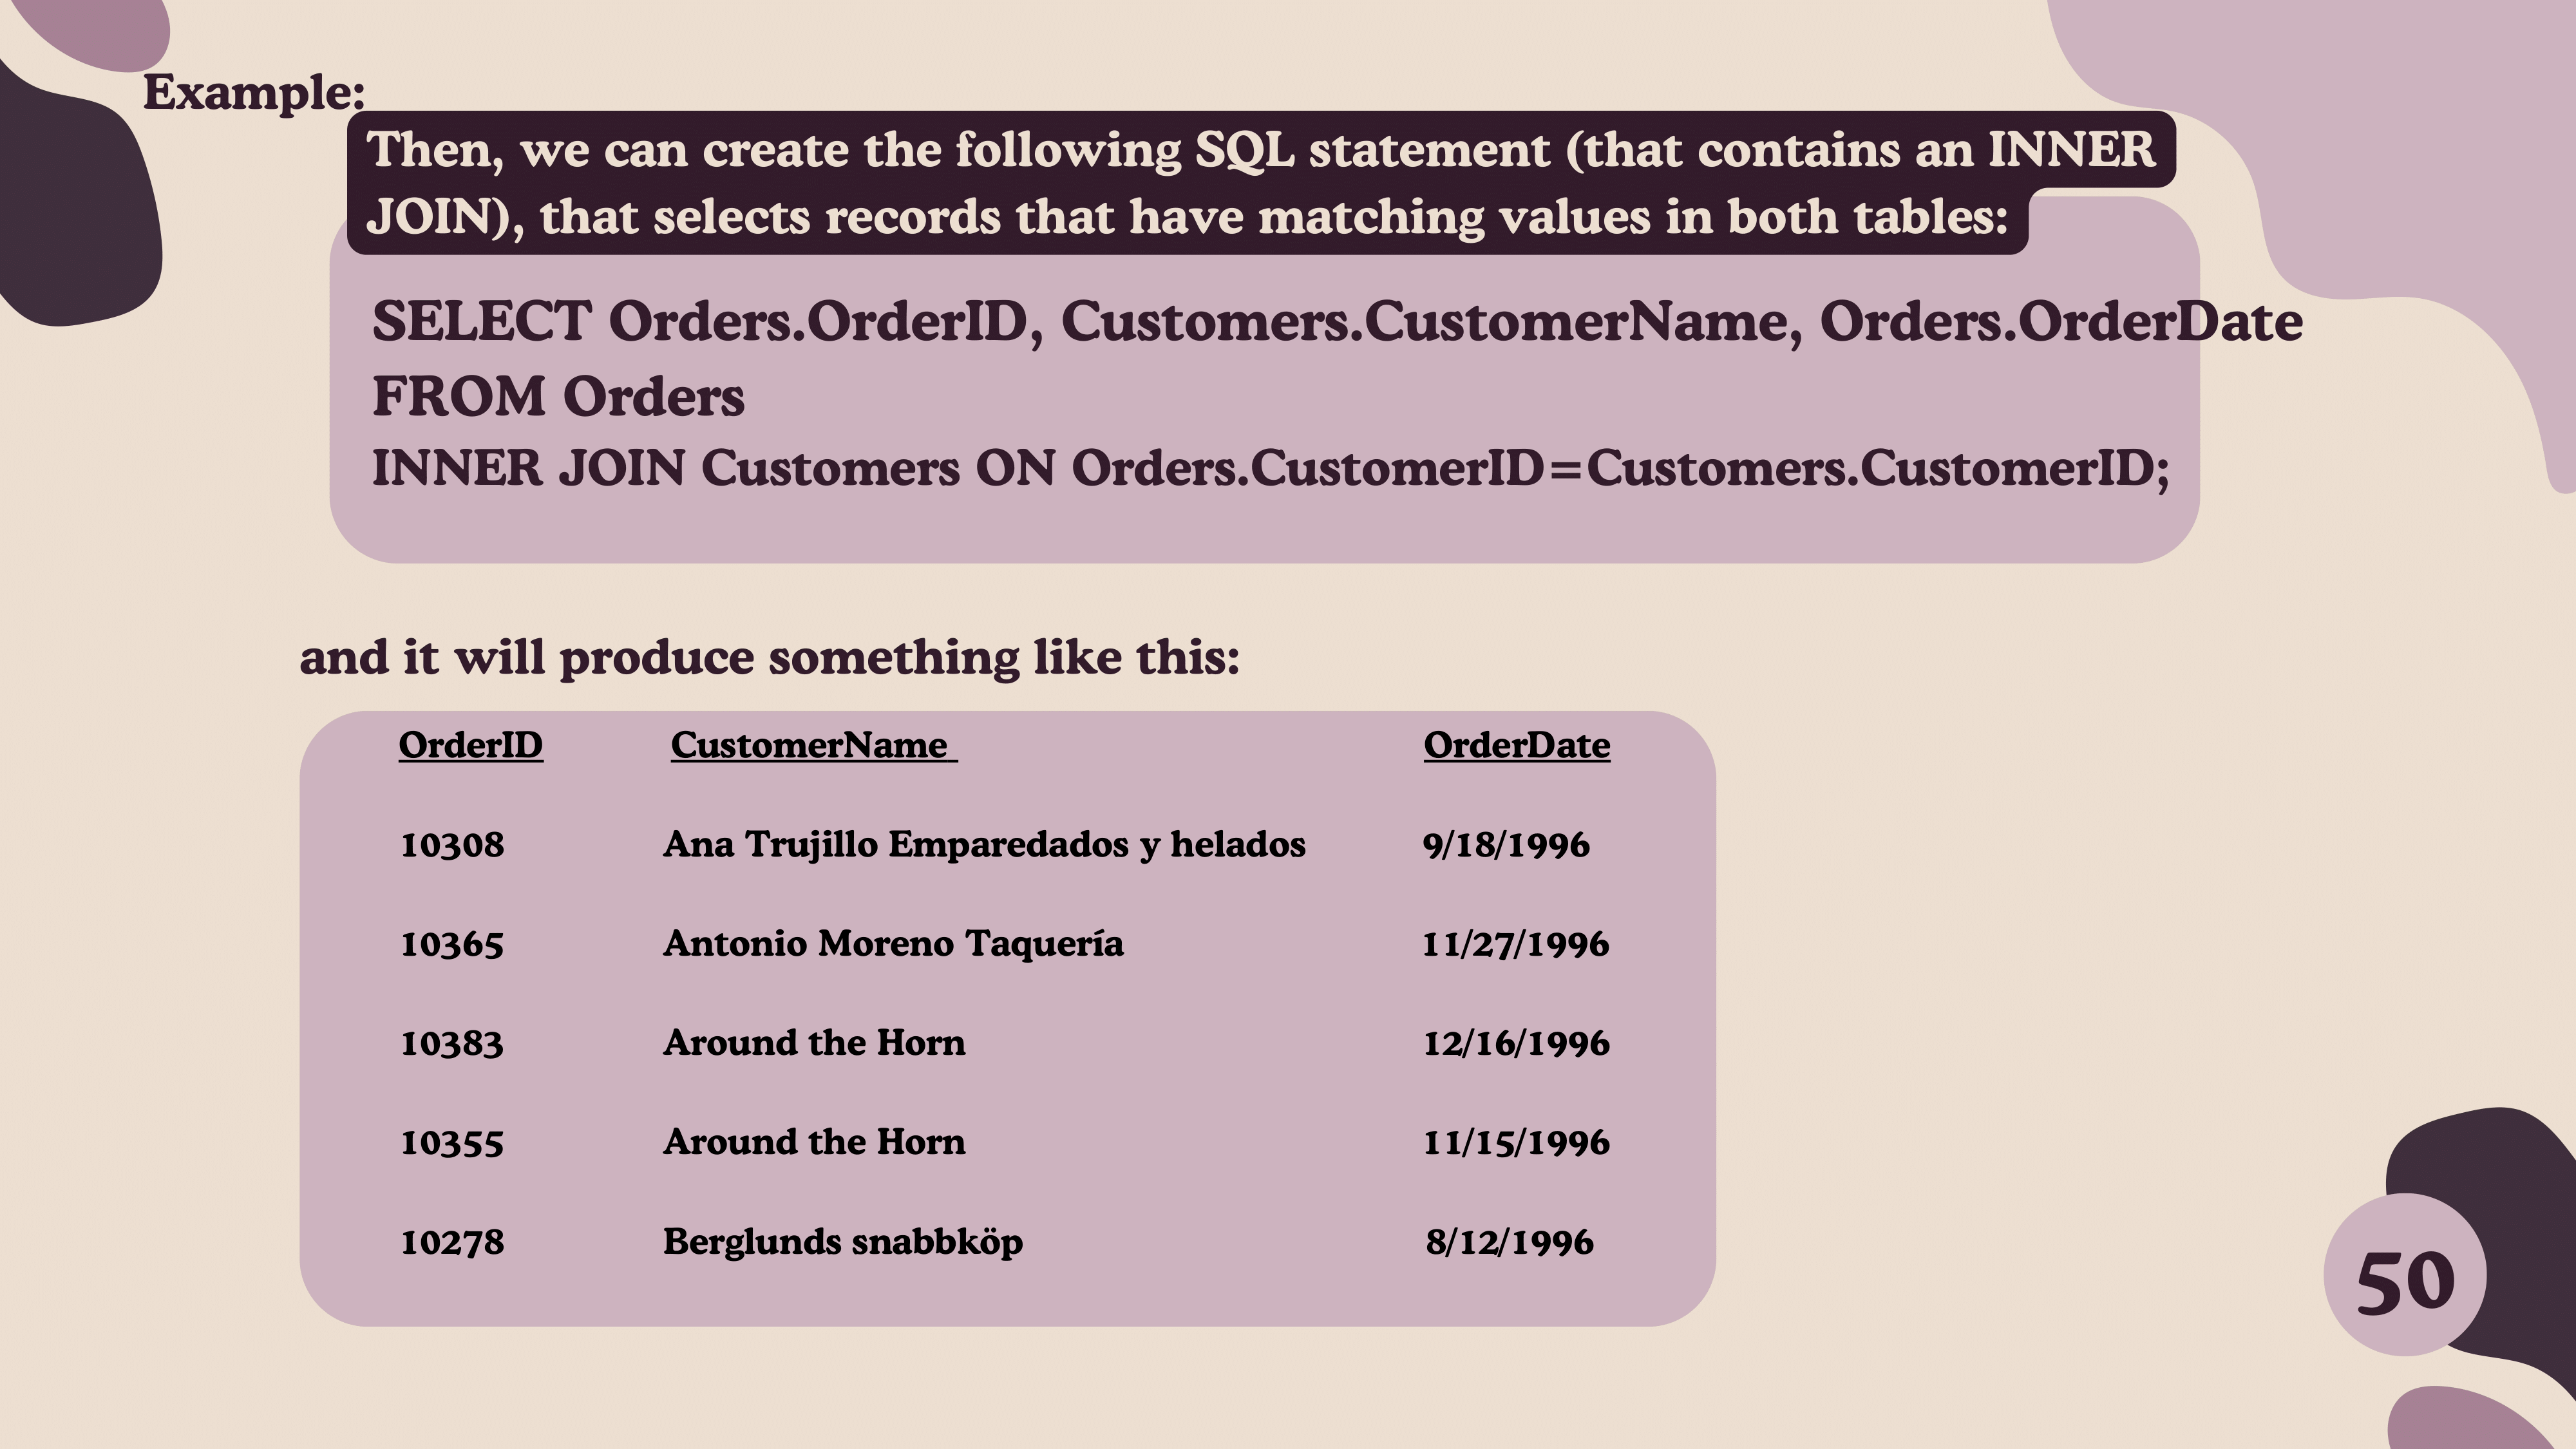 Example:
Then, we can create the following SQL statement (that contains an INNER
JOIN), that selects records that have matching values in both tables:
SELECT Orders.OrderID, Customers.CustomerName, Orders.OrderDate
FROM Orders
INNER JOIN Customers ON Orders.CustomerID=Customers.CustomerID;
and it will produce something like this:
OrderID CustomerName OrderDate
10308 Ana Trujillo Emparedados y helados 9/18/1996
10365 Antonio Moreno Taquería 11/27/1996
10383 Around the Horn 12/16/1996
10355 Around the Horn 11/15/1996
10278 Berglunds snabbköp 8/12/1996
50